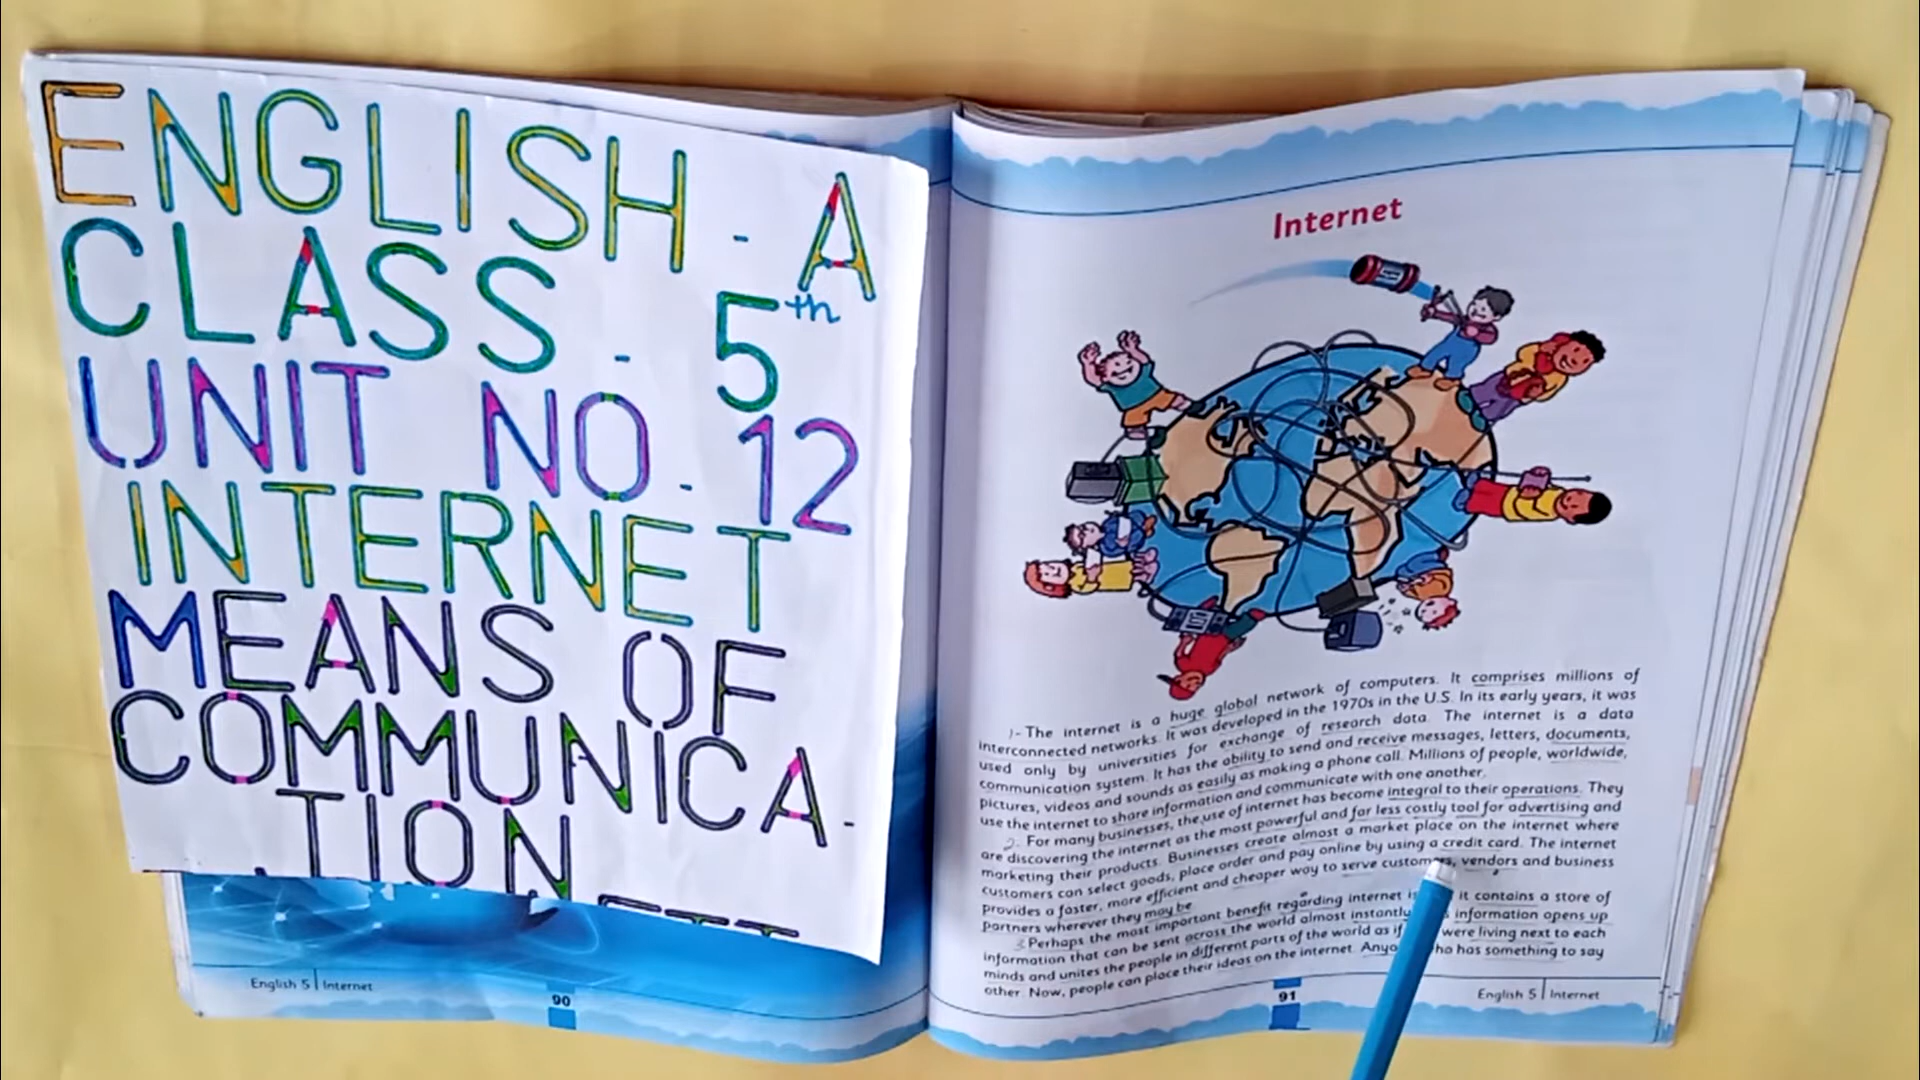 ENGLISH - A
CLASS - 5th
UNIT NO. 12
INTERNET
MEANS OF
COMMUNICA-
TION
English 5 | Internet
90
Internet
1- The internet is a huge global network of computers. It comprises millions of
interconnected networks. It was developed in the 1970s in the U.S. In its early years, it was
used only by universities for exchange of research data. The internet is a data
communication system. It has the ability to send and receive messages, letters, documents,
pictures, videos and sounds as easily as making a phone call. Millions of people, worldwide,
use the internet to share information and communicate with one another.
2. For many businesses, the use of internet has become integral to their operations. They
are discovering the internet as the most powerful and far less costly tool for advertising and
marketing their products. Businesses create almost a market place on the internet where
customers can select goods, place order and pay online by using a credit card. The internet
provides a faster, more efficient and cheaper way to serve customers, vendors and business
partners wherever they may be.
3 Perhaps the most important benefit regarding internet it contains a store of
information that can be sent across the world almost instantly information opens up
minds and unites the people in different parts of the world as if were living next to each
other. Now, people can place their ideas on the internet. has something to say
91
English 5 | Internet